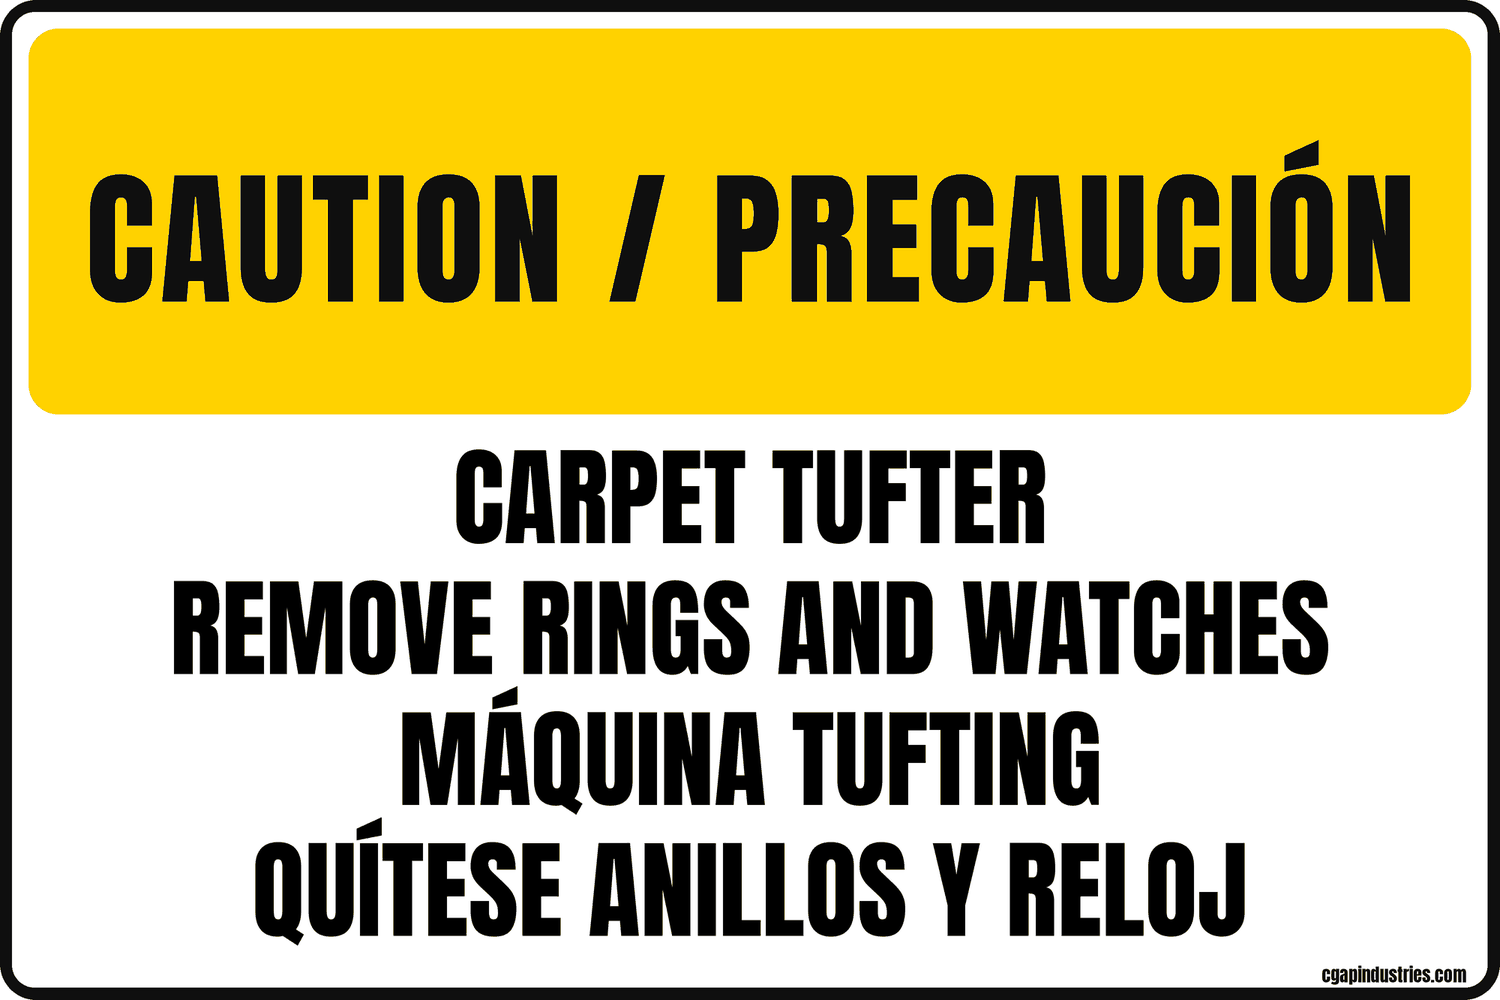 CAUTION / PRECAUCIÓN
CARPET TUFTER
REMOVE RINGS AND WATCHES
MÁQUINA TUFTING
QUÍTESE ANILLOS Y RELOJ
cgapindustries.com